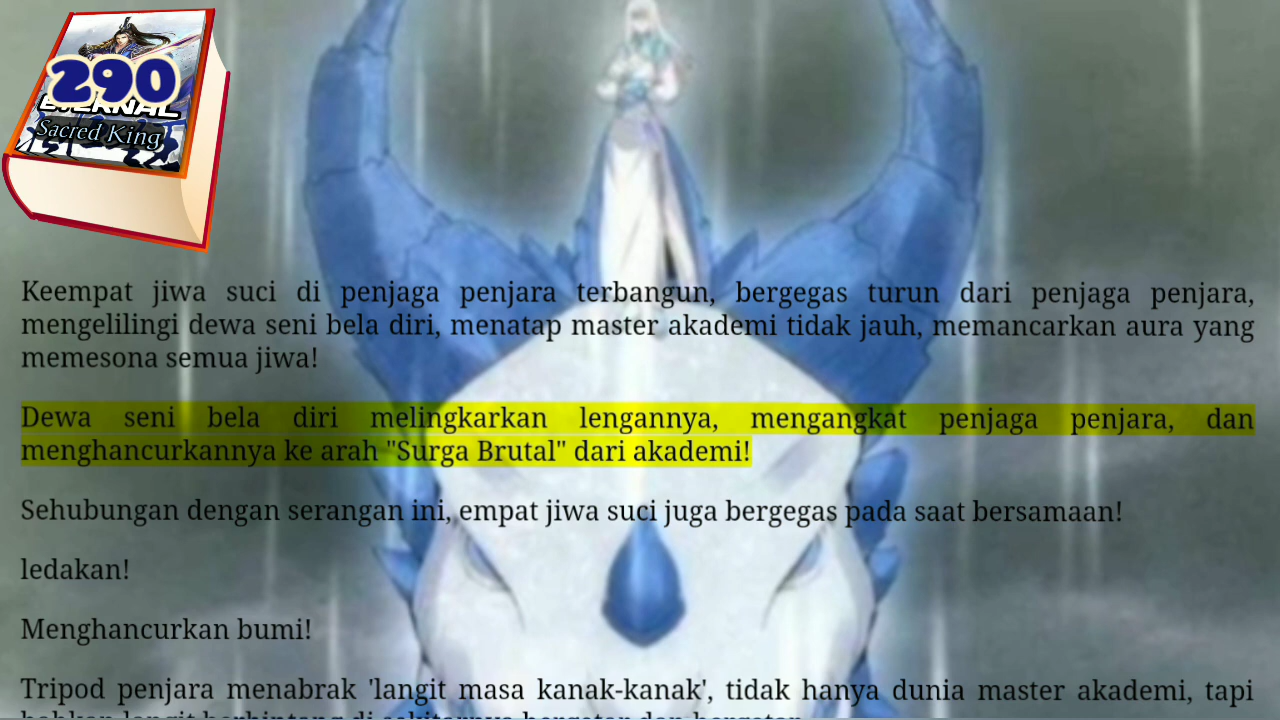 290
ETERNAL
Sacred King
Keempat jiwa suci di penjaga penjara terbangun, bergegas turun dari penjaga penjara,
mengelilingi dewa seni bela diri, menatap master akademi tidak jauh, memancarkan aura yang
memesona semua jiwa!
Dewa seni bela diri melingkarkan lengannya, mengangkat penjaga penjara, dan
menghancurkannya ke arah "Surga Brutal" dari akademi!
Sehubungan dengan serangan ini, empat jiwa suci juga bergegas pada saat bersamaan!
ledakan!
Menghancurkan bumi!
Tripod penjara menabrak 'langit masa kanak-kanak', tidak hanya dunia master akademi, tapi